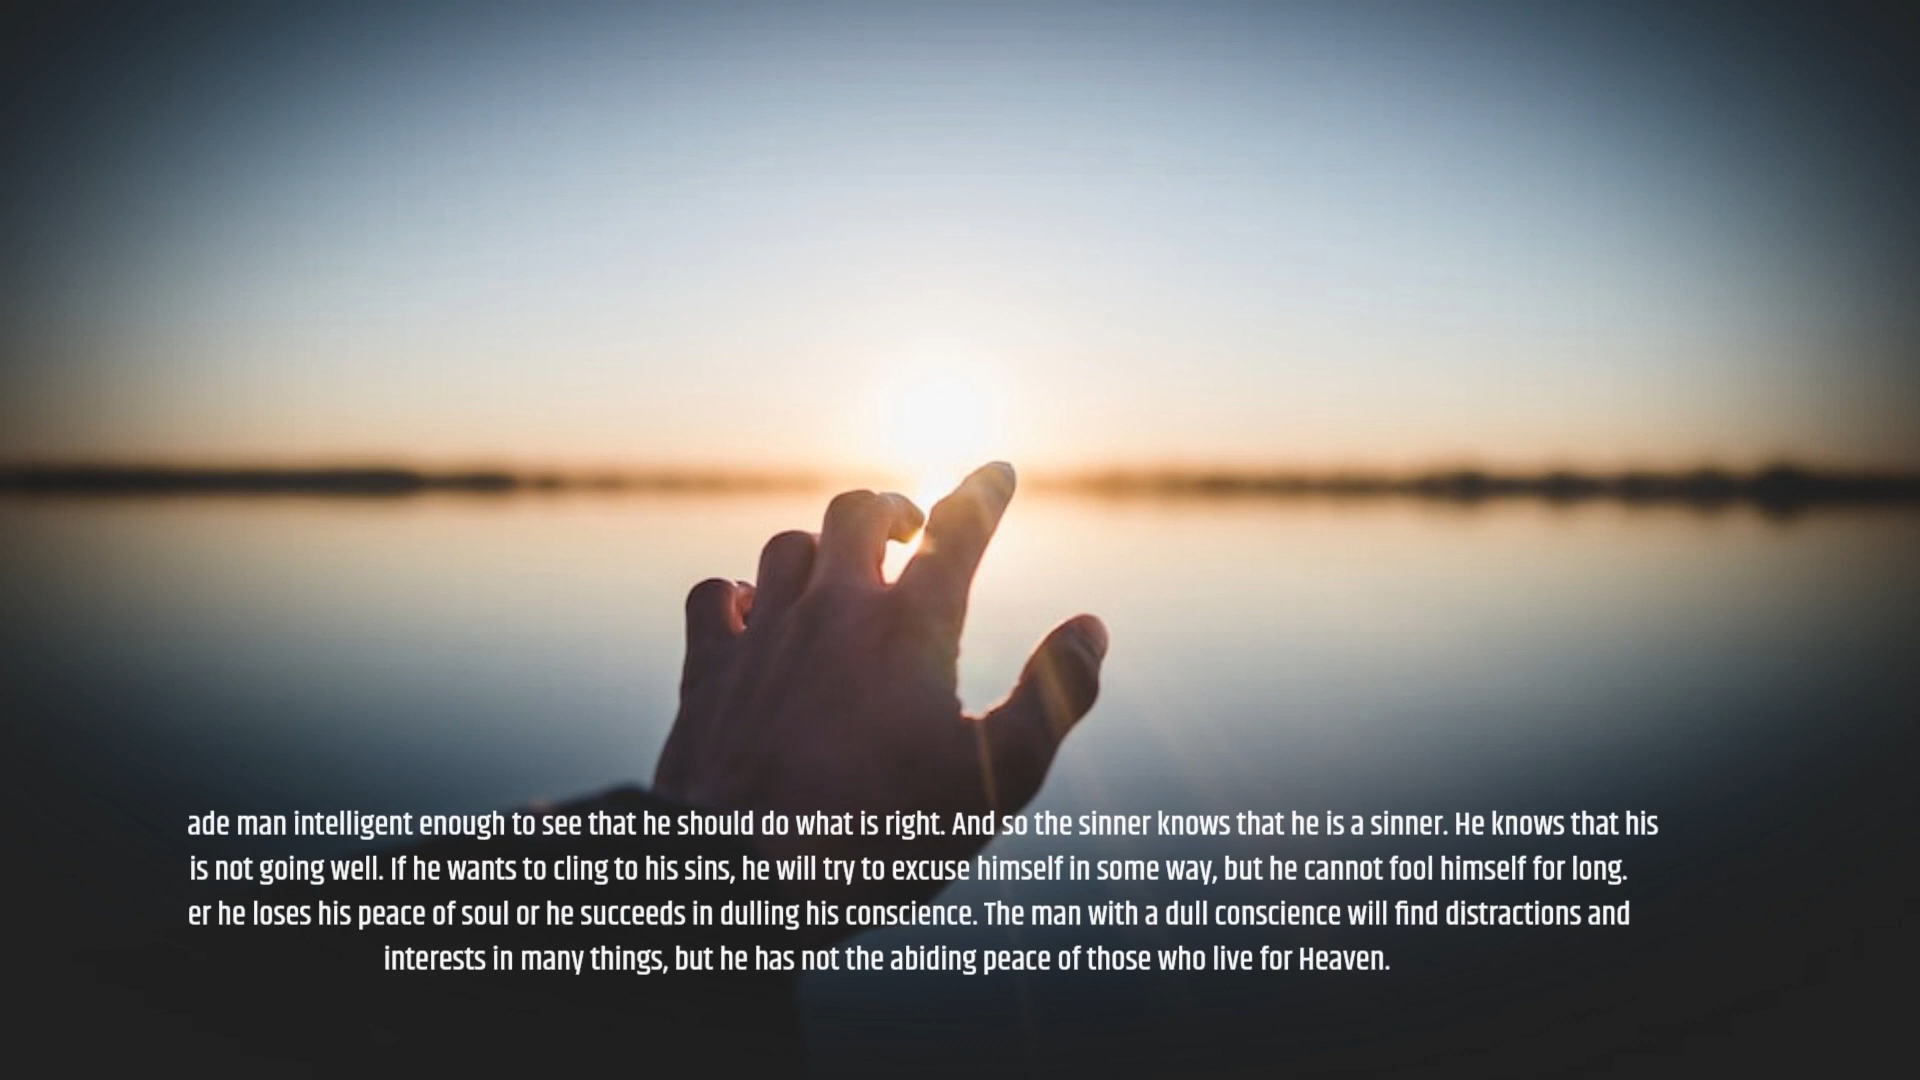 ade man intelligent enough to see that he should do what is right. And so the sinner knows that he is a sinner. He knows that his
is not going well. If he wants to cling to his sins, he will try to excuse himself in some way, but he cannot fool himself for long.
er he loses his peace of soul or he succeeds in dulling his conscience. The man with a dull conscience will find distractions and
interests in many things, but he has not the abiding peace of those who live for Heaven.